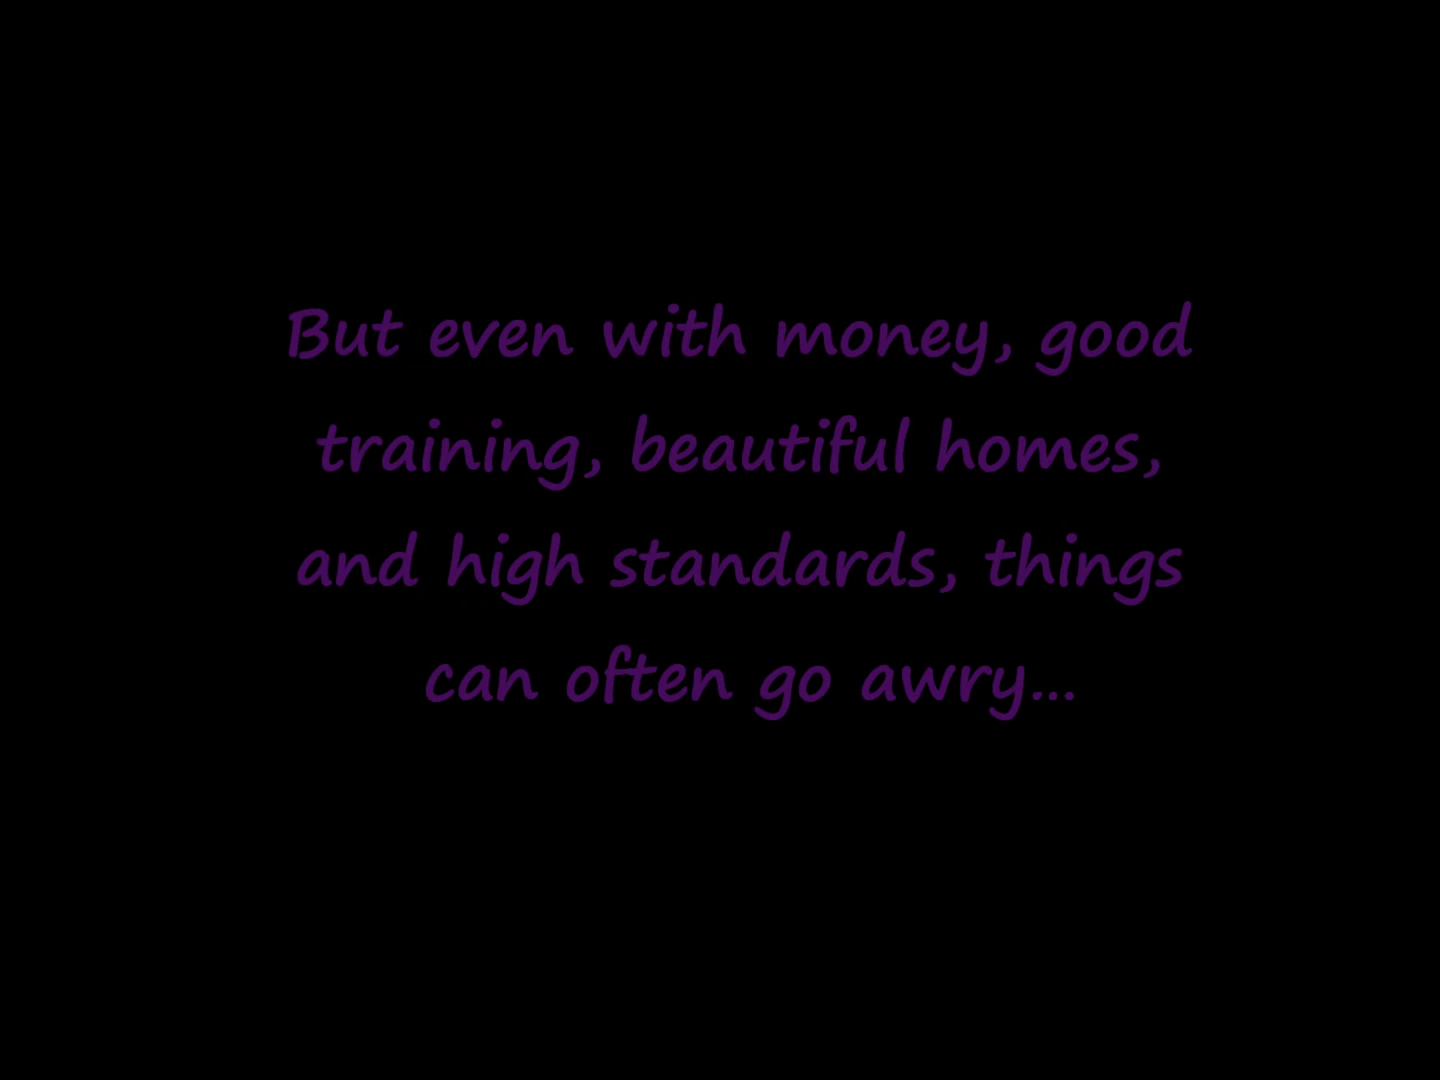 But even with money, good
training, beautiful homes,
and high standards, things
can often go awry...